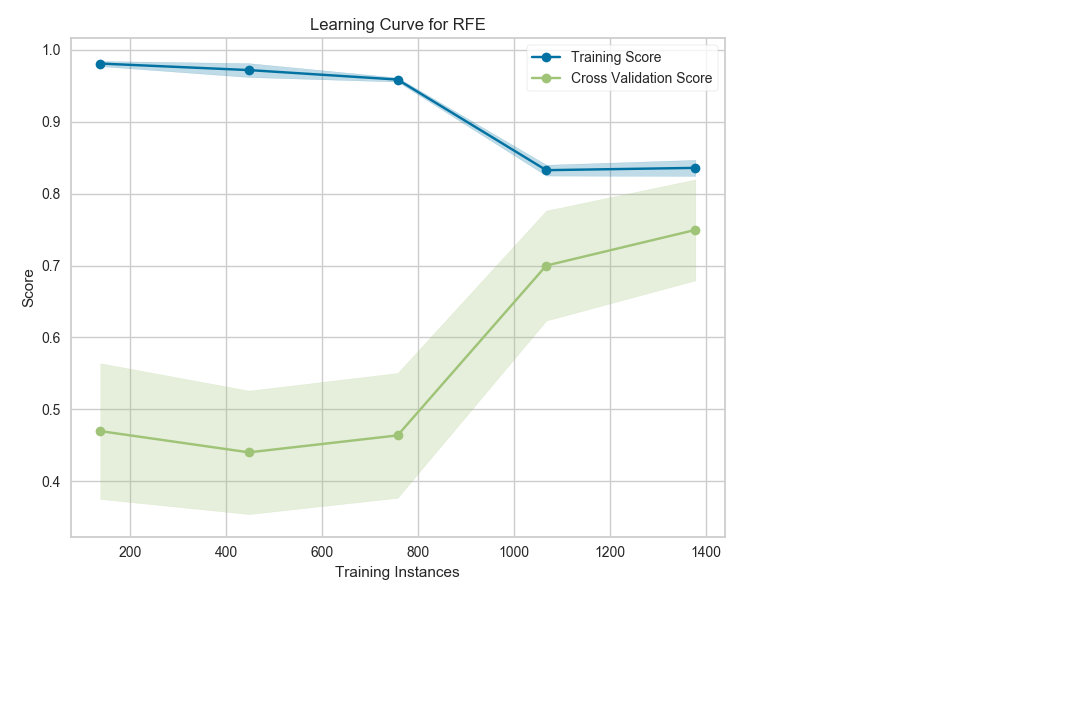 Learning Curve for RFE
Training Score
Cross Validation Score
1.0
0.9
0.8
0.7
0.6
0.5
0.4
Score
200 400 600 800 1000 1200 1400
Training Instances